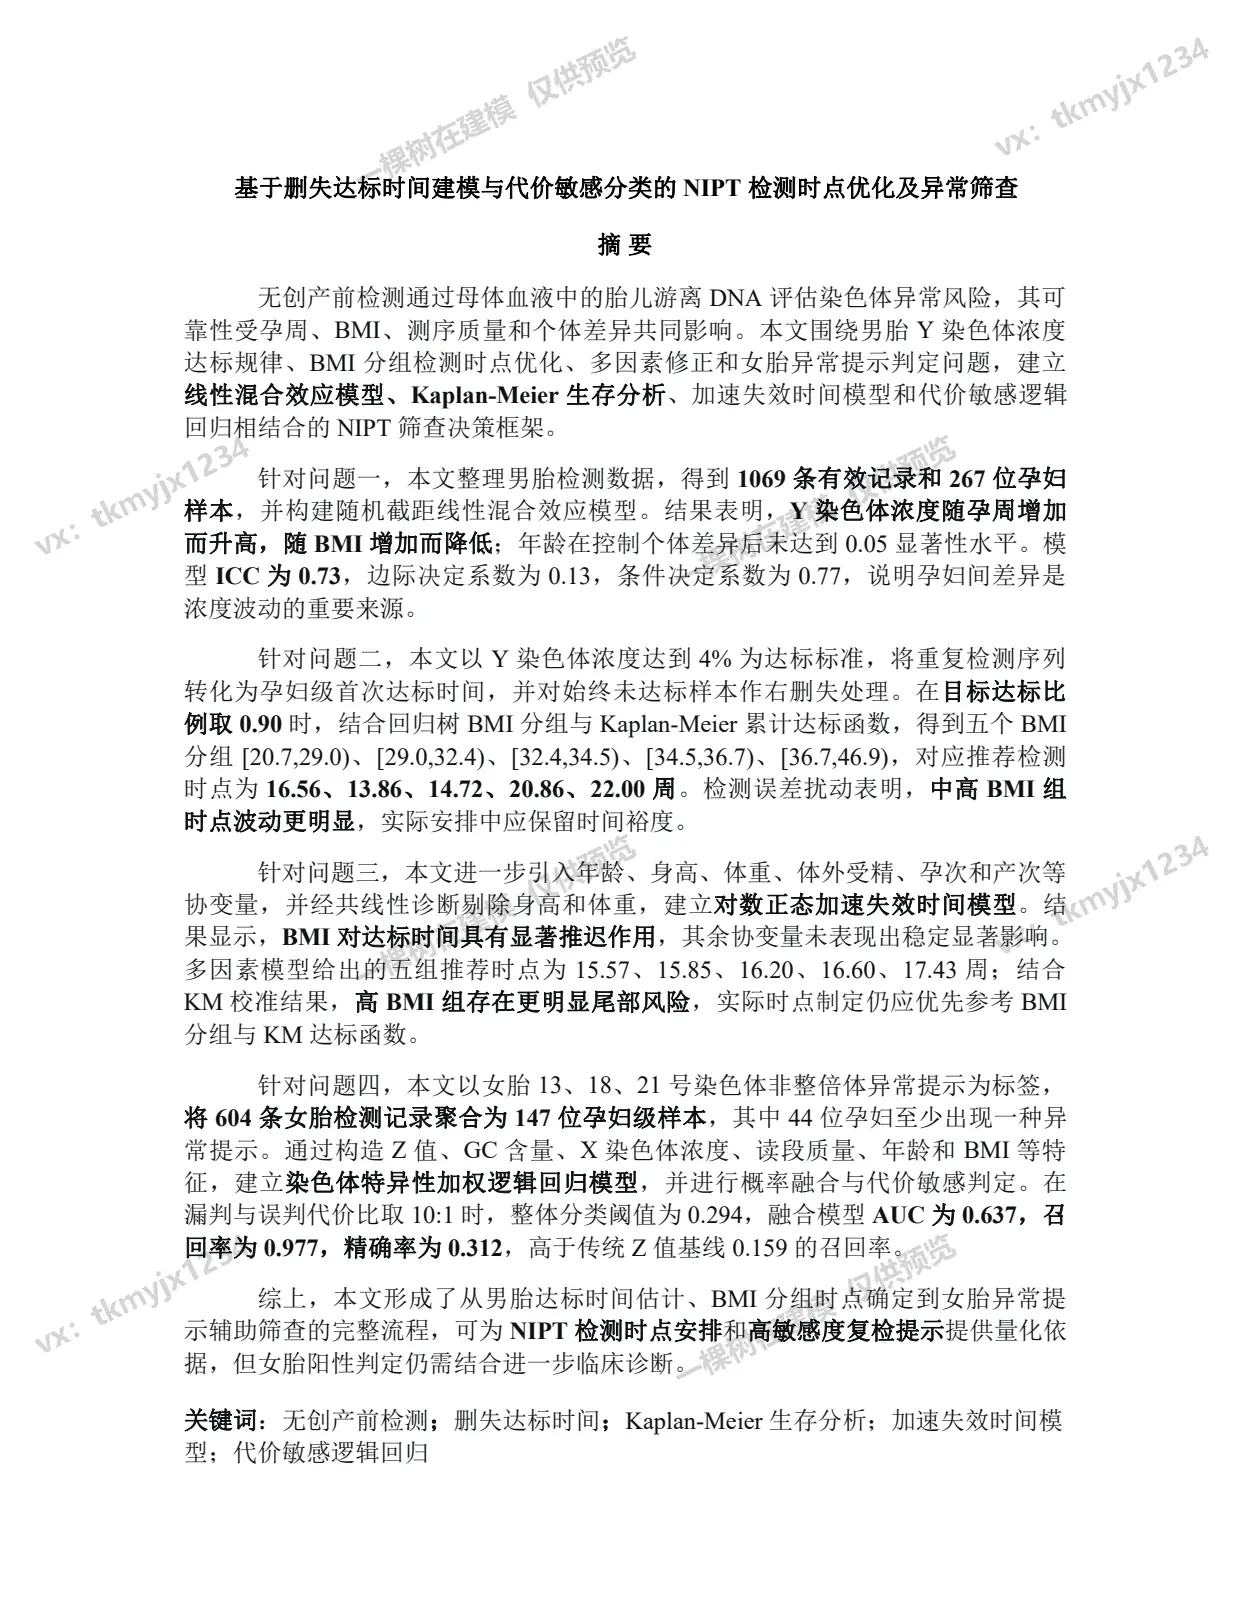 一棵树在建模 仅供预览
vx: tkmyjx1234
基于删失达标时间建模与代价敏感分类的 NIPT 检测时点优化及异常筛查
摘 要
无创产前检测通过母体血液中的胎儿游离 DNA 评估染色体异常风险，其可
靠性受孕周、BMI、测序质量和个体差异共同影响。本文围绕男胎 Y 染色体浓度
达标规律、BMI 分组检测时点优化、多因素修正和女胎异常提示判定问题，建立
线性混合效应模型、Kaplan-Meier 生存分析、加速失效时间模型和代价敏感逻辑
回归相结合的 NIPT 筛查决策框架。
vx: tkmyjx1234
一棵树在建模 仅供预览
针对问题一，本文整理男胎检测数据，得到 1069 条有效记录和 267 位孕妇
样本，并构建随机截距线性混合效应模型。结果表明，Y 染色体浓度随孕周增加
而升高，随 BMI 增加而降低；年龄在控制个体差异后未达到 0.05 显著性水平。模
型 ICC 为 0.73，边际决定系数为 0.13，条件决定系数为 0.77，说明孕妇间差异是
浓度波动的重要来源。
针对问题二，本文以 Y 染色体浓度达到 4% 为达标标准，将重复检测序列
转化为孕妇级首次达标时间，并对始终未达标样本作右删失处理。在目标达标比
例取 0.90 时，结合回归树 BMI 分组与 Kaplan-Meier 累计达标函数，得到五个 BMI
分组 [20.7,29.0)、[29.0,32.4)、[32.4,34.5)、[34.5,36.7)、[36.7,46.9)，对应推荐检测
时点为 16.56、13.86、14.72、20.86、22.00 周。检测误差扰动表明，中高 BMI 组
时点波动更明显，实际安排中应保留时间裕度。
一棵树在建模 仅供预览
vx: tkmyjx1234
针对问题三，本文进一步引入年龄、身高、体重、体外受精、孕次和产次等
协变量，并经共线性诊断剔除身高和体重，建立对数正态加速失效时间模型。结
果显示，BMI 对达标时间具有显著推迟作用，其余协变量未表现出稳定显著影响。
多因素模型给出的五组推荐时点为 15.57、15.85、16.20、16.60、17.43 周；结合
KM 校准结果，高 BMI 组存在更明显尾部风险，实际时点制定仍应优先参考 BMI
分组与 KM 达标函数。
针对问题四，本文以女胎 13、18、21 号染色体非整倍体异常提示为标签，
将 604 条女胎检测记录聚合为 147 位孕妇级样本，其中 44 位孕妇至少出现一种异
常提示。通过构造 Z 值、GC 含量、X 染色体浓度、读段质量、年龄和 BMI 等特
征，建立染色体特异性加权逻辑回归模型，并进行概率融合与代价敏感判定。在
漏判与误判代价比取 10:1 时，整体分类阈值为 0.294，融合模型 AUC 为 0.637，召
回率为 0.977，精确率为 0.312，高于传统 Z 值基线 0.159 的召回率。
vx: tkmyjx1234
一棵树在建模 仅供预览
综上，本文形成了从男胎达标时间估计、BMI 分组时点确定到女胎异常提
示辅助筛查的完整流程，可为 NIPT 检测时点安排和高敏感度复检提示提供量化依
据，但女胎阳性判定仍需结合进一步临床诊断。
关键词：无创产前检测；删失达标时间；Kaplan-Meier 生存分析；加速失效时间模
型；代价敏感逻辑回归